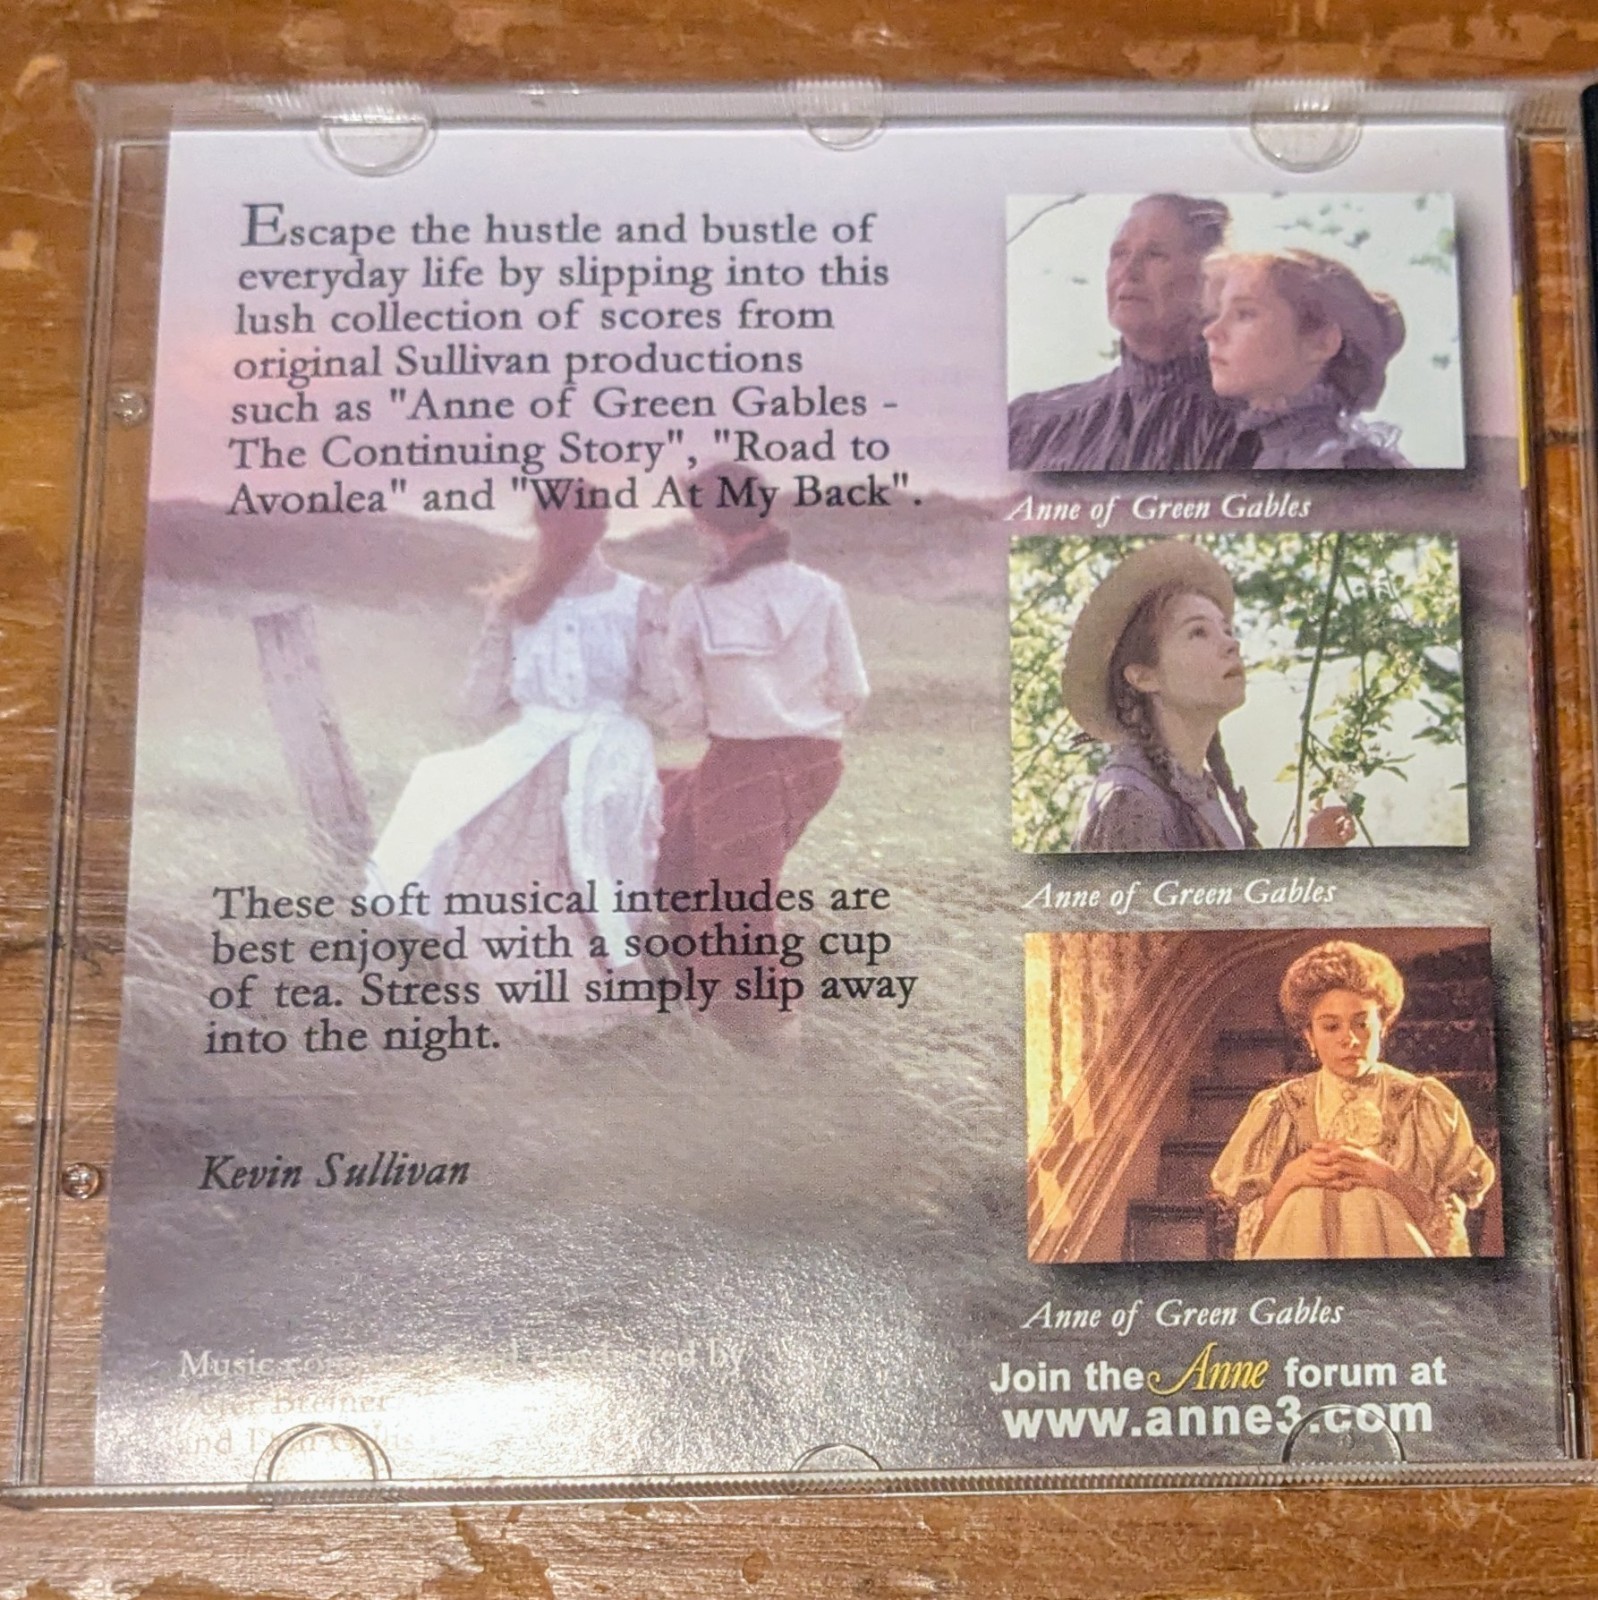 Escape the hustle and bustle of
everyday life by slipping into this
lush collection of scores from
original Sullivan productions
such as "Anne of Green Gables -
The Continuing Story", "Road to
Avonlea" and "Wind At My Back".
These soft musical interludes are
best enjoyed with a soothing cup
of tea. Stress will simply slip away
into the night.
Kevin Sullivan
Music conducted by
Breiner
Anne of Green Gables
Anne of Green Gables
Anne of Green Gables
Join the Anne forum at
www.anne3.com